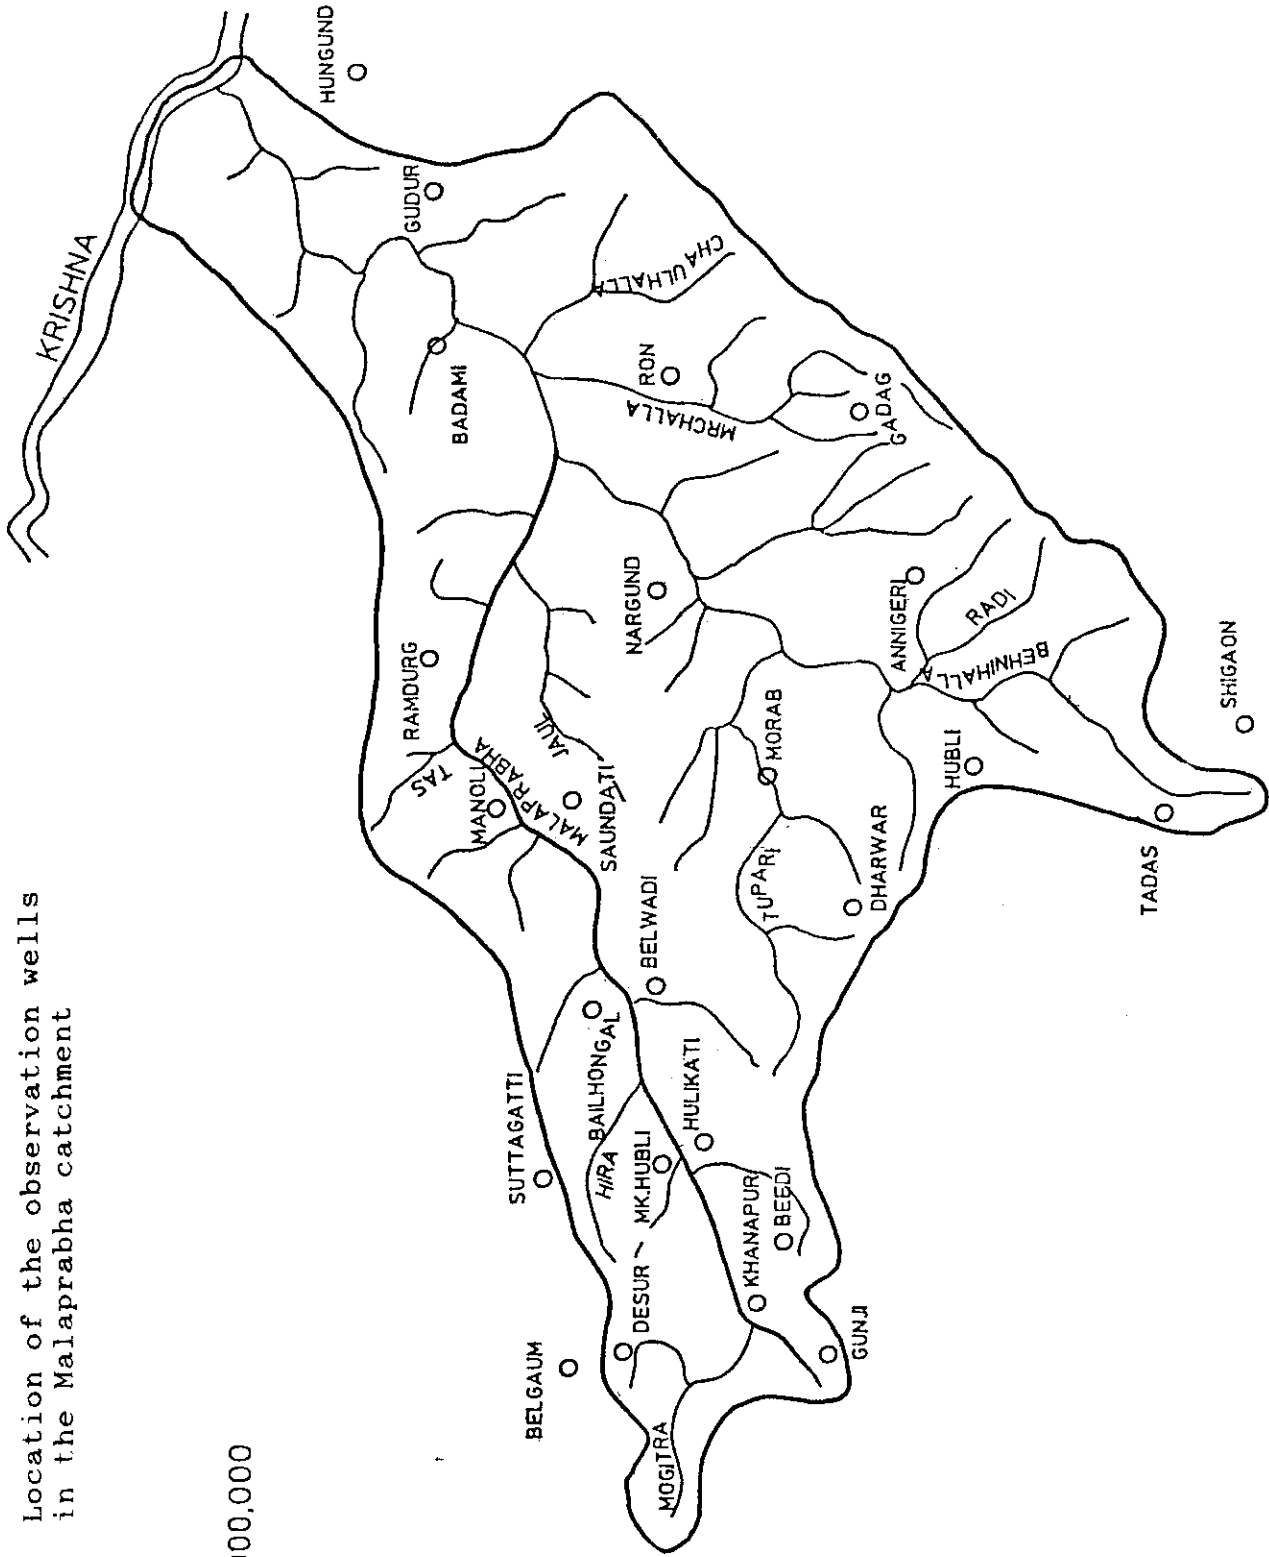 Location of the observation wells
in the Malaprabha catchment
00,000
KRISHNA
HUNGUND
GUDUR
BADAMI
CHAULHALLA
RON
MRCHALLA
GADAG
NARGUND
RAMDURG
TAS
MANOLI
MALAPRABHA
JAUL
SAUNDATI
ANNIGERI
RADI
BEHNIHALLA
MORAB
HUBLI
SHIGAON
TUPARI
DHARWAR
TADAS
BELWADI
SUTTAGATTI
BAILHONGAL
HIRA
HULIKATI
MK.HUBLI
BEEDI
KHANAPUR
DESUR
BELGAUM
GUNJI
MOGITRA